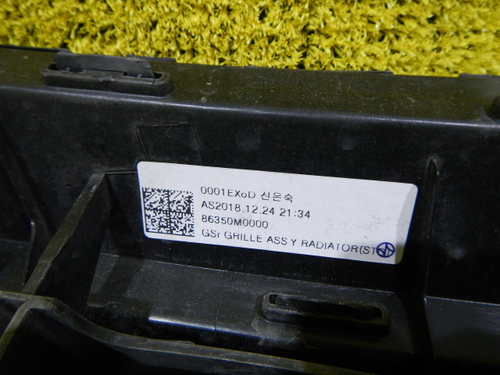 0001EXoD 신은숙
AS2018.12.24 21:34
86350M0000
GSr GRILLE ASS Y RADIATOR(ST